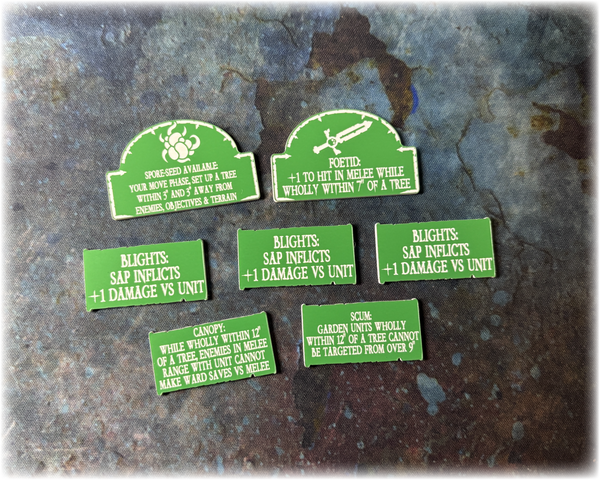 SPORE-SEED AVAILABLE:
YOUR MOVE PHASE, SET UP A TREE
WITHIN 5" AND 5" AWAY FROM
ENEMIES, OBJECTIVES & TERRAIN
FOETID:
+1 TO HIT IN MELEE WHILE
WHOLLY WITHIN 7" OF A TREE
BLIGHTS:
SAP INFLICTS
+1 DAMAGE VS UNIT
BLIGHTS:
SAP INFLICTS
+1 DAMAGE VS UNIT
BLIGHTS:
SAP INFLICTS
+1 DAMAGE VS UNIT
CANOPY:
WHILE WHOLLY WITHIN 12"
OF A TREE, ENEMIES IN MELEE
RANGE WITH UNIT CANNOT
MAKE WARD SAVES VS MELEE
SCUM:
GARDEN UNITS WHOLLY
WITHIN 12" OF A TREE CANNOT
BE TARGETED FROM OVER 9"